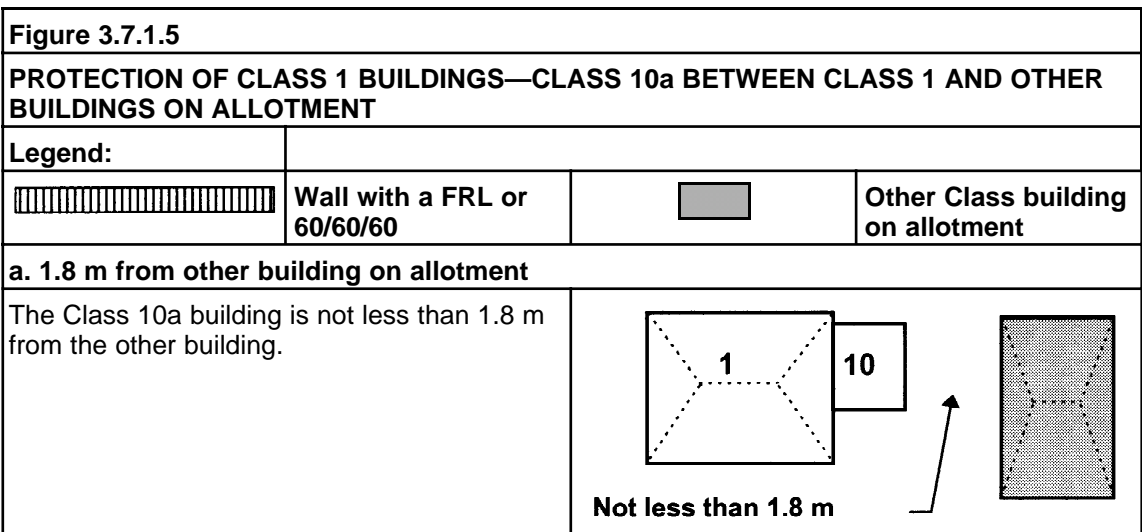 Figure 3.7.1.5
PROTECTION OF CLASS 1 BUILDINGS—CLASS 10a BETWEEN CLASS 1 AND OTHER
BUILDINGS ON ALLOTMENT
Legend:
Wall with a FRL or
60/60/60
Other Class building
on allotment
a. 1.8 m from other building on allotment
The Class 10a building is not less than 1.8 m
from the other building.
1
10
Not less than 1.8 m